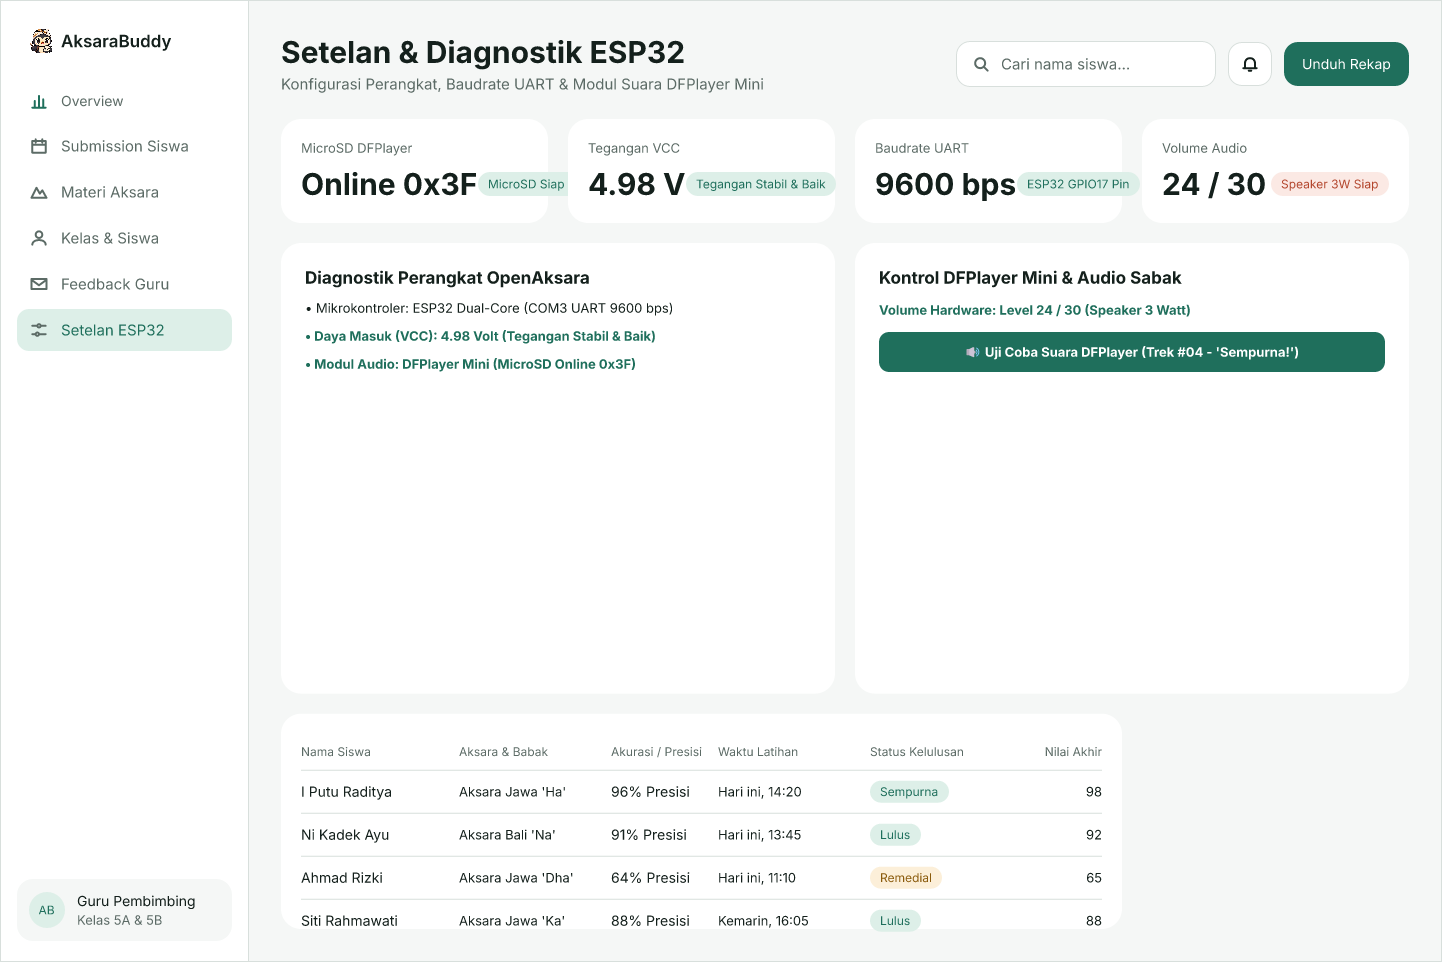 AksaraBuddy
Overview
Submission Siswa
Materi Aksara
Kelas & Siswa
Feedback Guru
Setelan ESP32
AB
Guru Pembimbing
Kelas 5A & 5B
Setelan & Diagnostik ESP32
Konfigurasi Perangkat, Baudrate UART & Modul Suara DFPlayer Mini
Cari nama siswa...
Unduh Rekap
MicroSD DFPlayer
Online 0x3F MicroSD Siap
Tegangan VCC
4.98 V Tegangan Stabil & Baik
Baudrate UART
9600 bps ESP32 GPIO17 Pin
Volume Audio
24 / 30 Speaker 3W Siap
Diagnostik Perangkat OpenAksara
• Mikrokontroler: ESP32 Dual-Core (COM3 UART 9600 bps)
• Daya Masuk (VCC): 4.98 Volt (Tegangan Stabil & Baik)
• Modul Audio: DFPlayer Mini (MicroSD Online 0x3F)
Kontrol DFPlayer Mini & Audio Sabak
Volume Hardware: Level 24 / 30 (Speaker 3 Watt)
🔊 Uji Coba Suara DFPlayer (Trek #04 - 'Sempurna!')
Nama Siswa Aksara & Babak Akurasi / Presisi Waktu Latihan Status Kelulusan Nilai Akhir
I Putu Raditya Aksara Jawa 'Ha' 96% Presisi Hari ini, 14:20 Sempurna 98
Ni Kadek Ayu Aksara Bali 'Na' 91% Presisi Hari ini, 13:45 Lulus 92
Ahmad Rizki Aksara Jawa 'Dha' 64% Presisi Hari ini, 11:10 Remedial 65
Siti Rahmawati Aksara Jawa 'Ka' 88% Presisi Kemarin, 16:05 Lulus 88